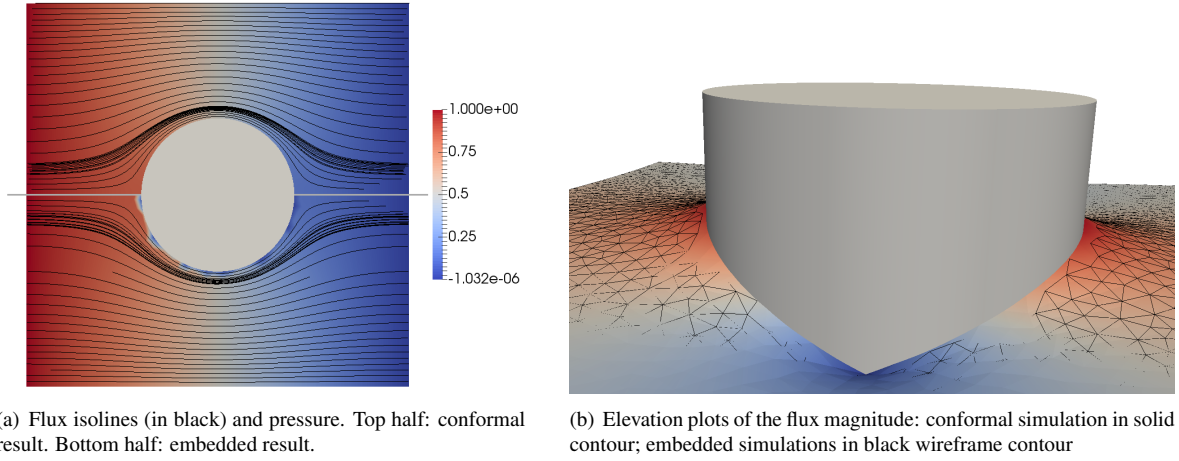 1.000e+00
0.75
0.5
0.25
-1.032e-06
(a) Flux isolines (in black) and pressure. Top half: conformal
result. Bottom half: embedded result.
(b) Elevation plots of the flux magnitude: conformal simulation in solid
contour; embedded simulations in black wireframe contour